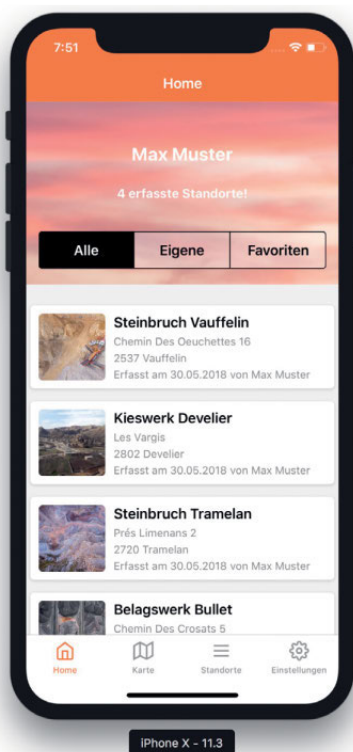 7:51
Home
Max Muster
4 erfasste Standorte!
Alle Eigene Favoriten
Steinbruch Vauffelin
Chemin Des Oeuchettes 16
2537 Vauffelin
Erfasst am 30.05.2018 von Max Muster
Kieswerk Develier
Les Vargis
2802 Develier
Erfasst am 30.05.2018 von Max Muster
Steinbruch Tramelan
Prés Limenans 2
2720 Tramelan
Erfasst am 30.05.2018 von Max Muster
Belagswerk Bullet
Chemin Des Crosats 5
Home Karte Standorte Einstellungen
iPhone X - 11.3